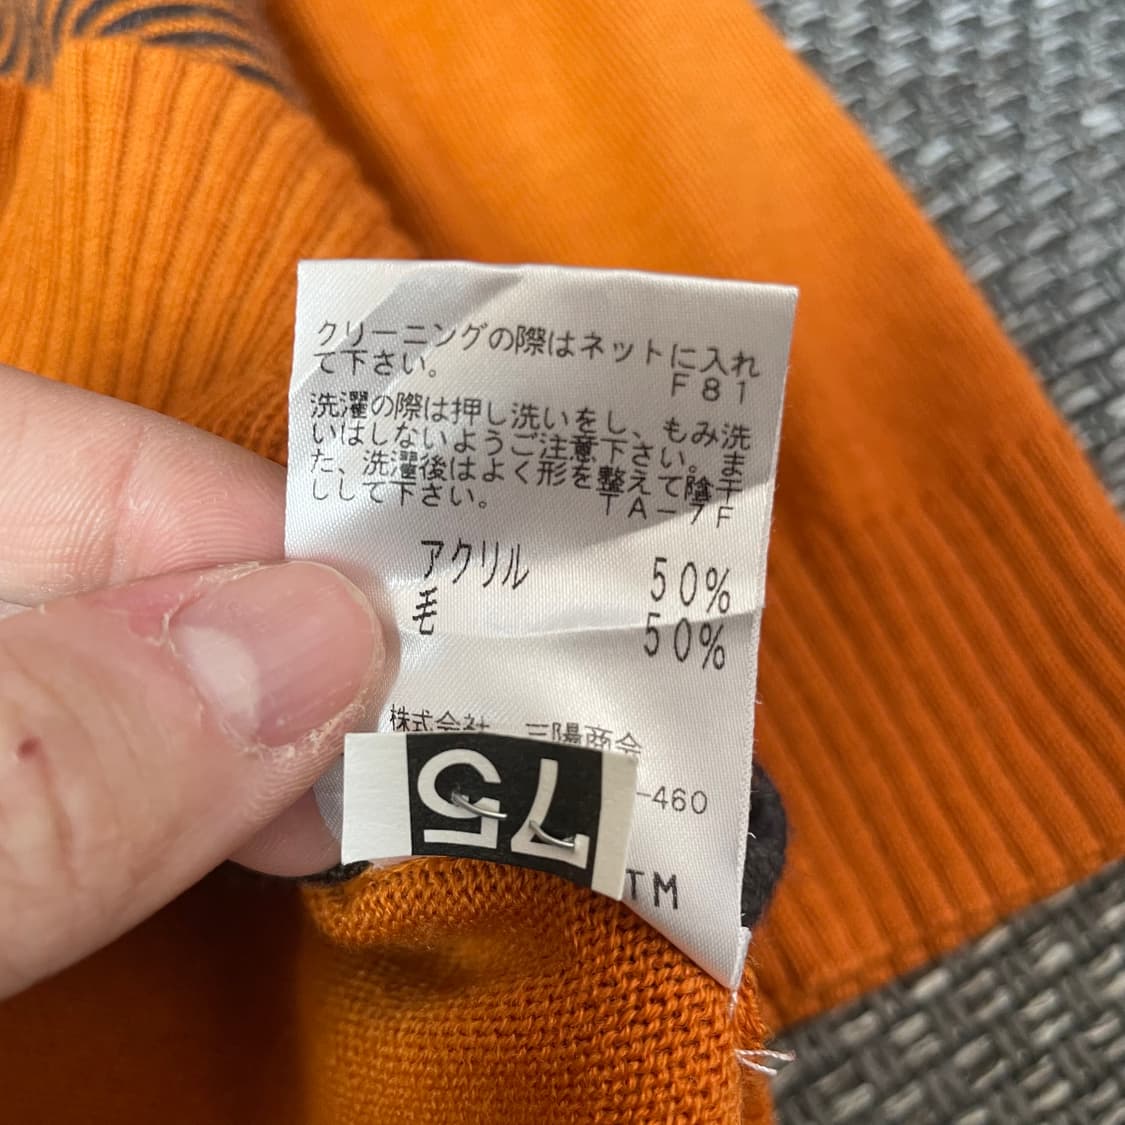 クリーニングの際はネットに入れ
て下さい。
F81
洗濯の際は押し洗いをし、もみ洗
いはしないようご注意下さい。ま
た、洗濯後はよく形を整えて陰干
しして下さい。
TA-7F
アクリル 50%
毛 50%
株式会社 三陽商会
-460
75
TM